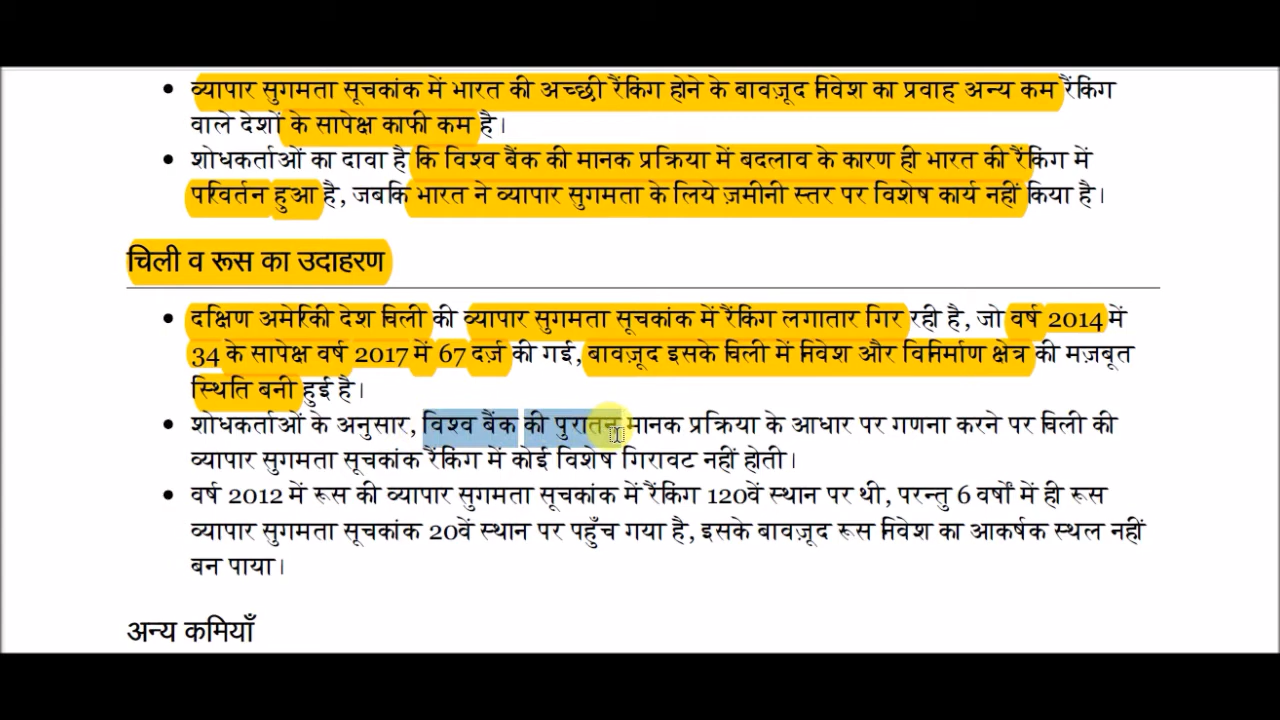 व्यापार सुगमता सूचकांक में भारत की अच्छी रैंकिंग होने के बावज़ूद निवेश का प्रवाह अन्य कम रैंकिंग
वाले देशों के सापेक्ष काफी कम है।
शोधकर्ताओं का दावा है कि विश्व बैंक की मानक प्रक्रिया में बदलाव के कारण ही भारत की रैंकिंग में
परिवर्तन हुआ है, जबकि भारत ने व्यापार सुगमता के लिये ज़मीनी स्तर पर विशेष कार्य नहीं किया है।
चिली व रूस का उदाहरण
दक्षिण अमेरिकी देश चिली की व्यापार सुगमता सूचकांक में रैंकिंग लगातार गिर रही है, जो वर्ष 2014 में
34 के सापेक्ष वर्ष 2017 में 67 दर्ज़ की गई, बावज़ूद इसके चिली में निवेश और विनिर्माण क्षेत्र की मज़बूत
स्थिति बनी हुई है।
शोधकर्ताओं के अनुसार, विश्व बैंक की पुरातन मानक प्रक्रिया के आधार पर गणना करने पर चिली की
व्यापार सुगमता सूचकांक रैंकिंग में कोई विशेष गिरावट नहीं होती।
वर्ष 2012 में रूस की व्यापार सुगमता सूचकांक में रैंकिंग 120वें स्थान पर थी, परन्तु 6 वर्षों में ही रूस
व्यापार सुगमता सूचकांक 20वें स्थान पर पहुँच गया है, इसके बावज़ूद रूस निवेश का आकर्षक स्थल नहीं
बन पाया।
अन्य कमियाँ